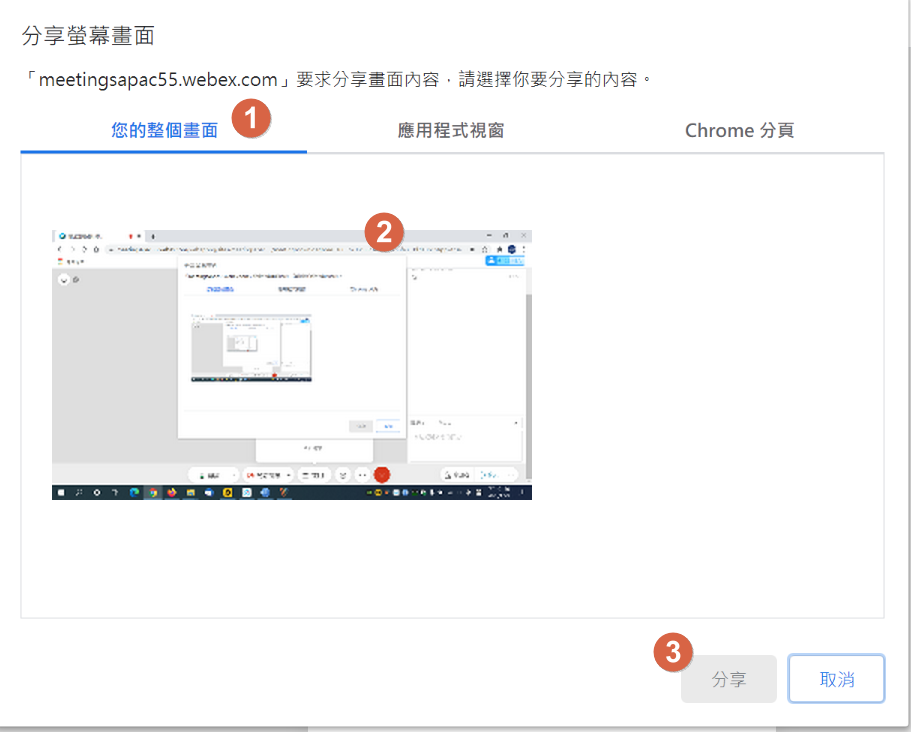 分享螢幕畫面
「meetingsapac55.webex.com」要求分享畫面內容，請選擇你要分享的內容。
您的整個畫面 1 應用程式視窗 Chrome 分頁
2
3
分享 取消